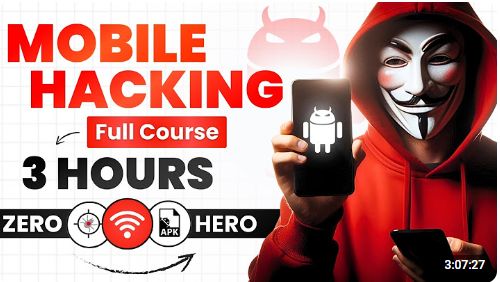 MOBILE
HACKING
Full Course
3 HOURS
ZERO APK HERO
3:07:27